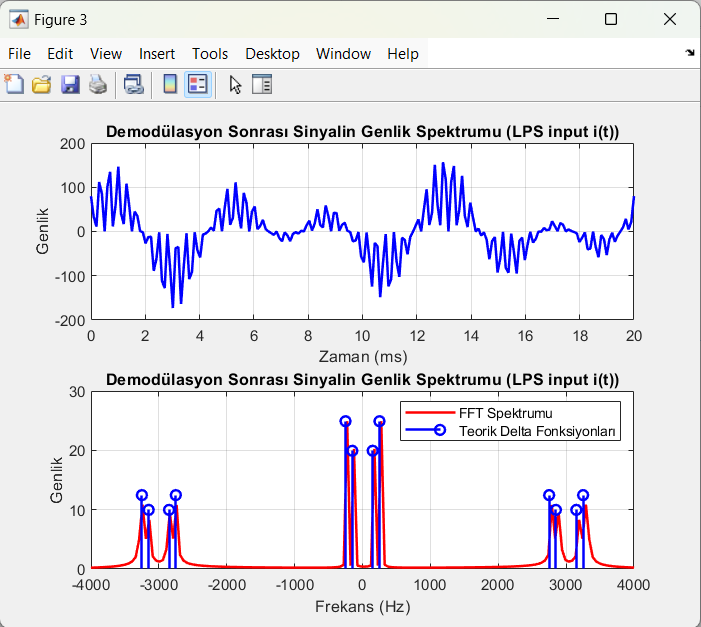 Figure 3
File Edit View Insert Tools Desktop Window Help
Demodülasyon Sonrası Sinyalin Genlik Spektrumu (LPS input i(t))
200
100
0
-100
-200
Genlik
0 2 4 6 8 10 12 14 16 18 20
Zaman (ms)
Demodülasyon Sonrası Sinyalin Genlik Spektrumu (LPS input i(t))
30
20
10
0
Genlik
FFT Spektrumu
Teorik Delta Fonksiyonları
-4000 -3000 -2000 -1000 0 1000 2000 3000 4000
Frekans (Hz)